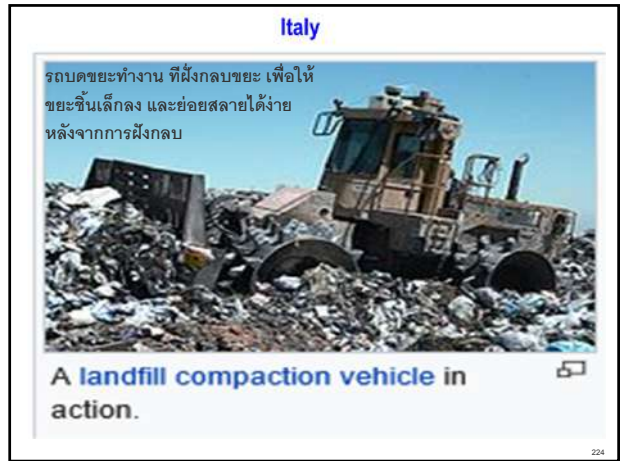 Italy
รถบดขยะทำงาน ที่ฝังกลบขยะ เพื่อให้
ขยะชิ้นเล็กลง และย่อยสลายได้ง่าย
หลังจากการฝังกลบ
A landfill compaction vehicle in
action.
224